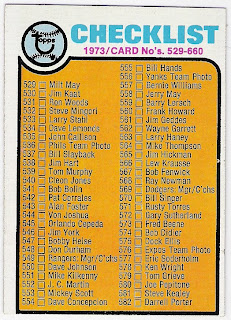 Topps
CHECKLIST
1973/CARD No's. 529-660
529 Milt May
530 Jim Kaat
531 Ron Woods
532 Steve Mingori
533 Larry Stahl
534 Dave Lemonds
535 John Callison
536 Phils Team Photo
537 Bill Slayback
538 Jim Hart
539 Tom Murphy
540 Cleon Jones
541 Bob Bolin
542 Pat Corrales
543 Alan Foster
544 Von Joshua
545 Orlando Cepeda
546 Jim York
547 Bobby Heise
548 Don Durham
549 Rangers: Mgr/C'chs
550 Dave Johnson
551 Mike Kilkenny
552 J. C. Martin
553 Mickey Scott
554 Dave Concepcion
555 Bill Hands
556 Yanks Team Photo
557 Bernie Williams
558 Jerry May
559 Barry Lersch
560 Frank Howard
561 Jim Geddes
562 Wayne Garrett
563 Larry Haney
564 Mike Thompson
565 Jim Hickman
566 Lew Krausse
567 Bob Fenwick
568 Ray Newman
569 Dodgers: Mgr/C'chs
570 Bill Singer
571 Rusty Torres
572 Gary Sutherland
573 Fred Beene
574 Bob Didier
575 Dock Ellis
576 Expos Team Photo
577 Eric Soderholm
578 Ken Wright
579 Tom Grieve
580 Joe Pepitone
581 Steve Kealey
582 Darrell Porter